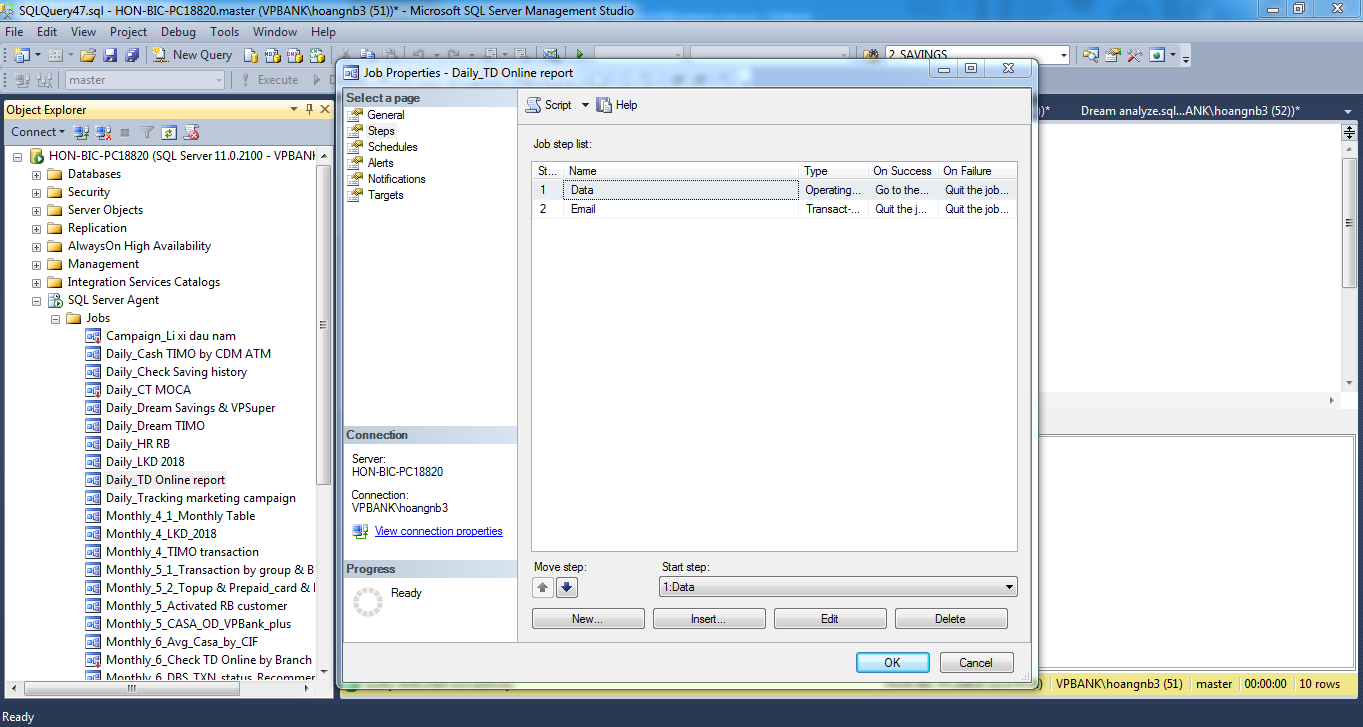 SQLQuery47.sql - HON-BIC-PC18820.master (VPBANK\hoangnb3 (51))* - Microsoft SQL Server Management Studio
File Edit View Project Debug Tools Window Help
New Query
2_SAVINGS
master
Execute
Object Explorer
Connect
HON-BIC-PC18820 (SQL Server 11.0.2100 - VPBANK
Databases
Security
Server Objects
Replication
AlwaysOn High Availability
Management
Integration Services Catalogs
SQL Server Agent
Jobs
Campaign_Li xi dau nam
Daily_Cash TIMO by CDM ATM
Daily_Check Saving history
Daily_CT MOCA
Daily_Dream Savings & VPSuper
Daily_Dream TIMO
Daily_HR RB
Daily_LKD 2018
Daily_TD Online report
Daily_Tracking marketing campaign
Monthly_4_1_Monthly Table
Monthly_4_LKD_2018
Monthly_4_TIMO transaction
Monthly_5_1_Transaction by group & B
Monthly_5_2_Topup & Prepaid_card &
Monthly_5_Activated RB customer
Monthly_5_CASA_OD_VPBank_plus
Monthly_6_Avg_Casa_by_CIF
Monthly_6_Check TD Online by Branch
Monthly_6_DBS_TXN_status_Recommer
Job Properties - Daily_TD Online report
Select a page
General
Steps
Schedules
Alerts
Notifications
Targets
Connection
Server:
HON-BIC-PC18820
Connection:
VPBANK\hoangnb3
View connection properties
Progress
Ready
Script Help
Job step list:
St... Name Type On Success On Failure
1 Data Operating... Go to the... Quit the job...
2 Email Transact-... Quit the j... Quit the job...
Move step:
Start step:
1:Data
New... Insert... Edit Delete
OK Cancel
)* Dream analyze.sql...ANK\hoangnb3 (52))*
VPBANK\hoangnb3 (51) master 00:00:00 10 rows
Ready